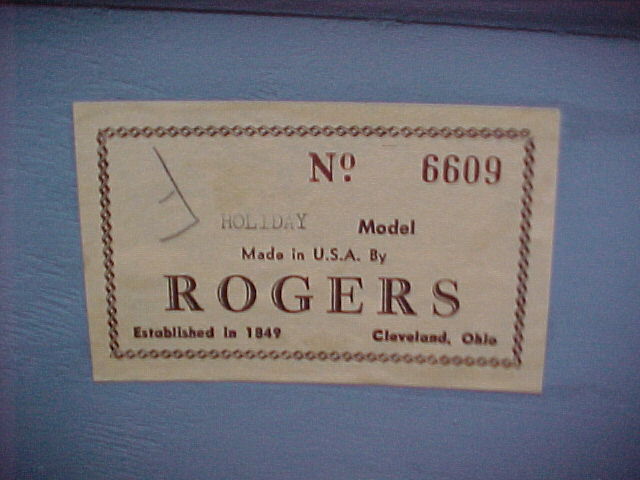 Nº 6609
HOLIDAY Model
Made in U.S.A. By
ROGERS
Established in 1849 Cleveland, Ohio